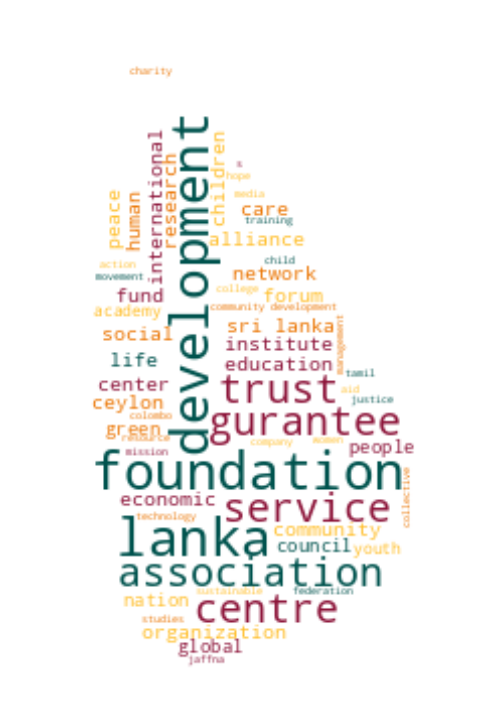 charity
development
international
research
children
s
hope
peace
human
media
care
training
alliance
action
movement
child
network
college
fund
forum
community development
academy
social
sri lanka
management
institute
life
education
tamil
center
trust
aid
ceylon
justice
colombo
gurantee
green
resource
company
women
people
mission
foundation
collective
economic
service
technology
lanka
community
council
youth
association
sustainable
federation
nation
centre
studies
organization
global
jaffna